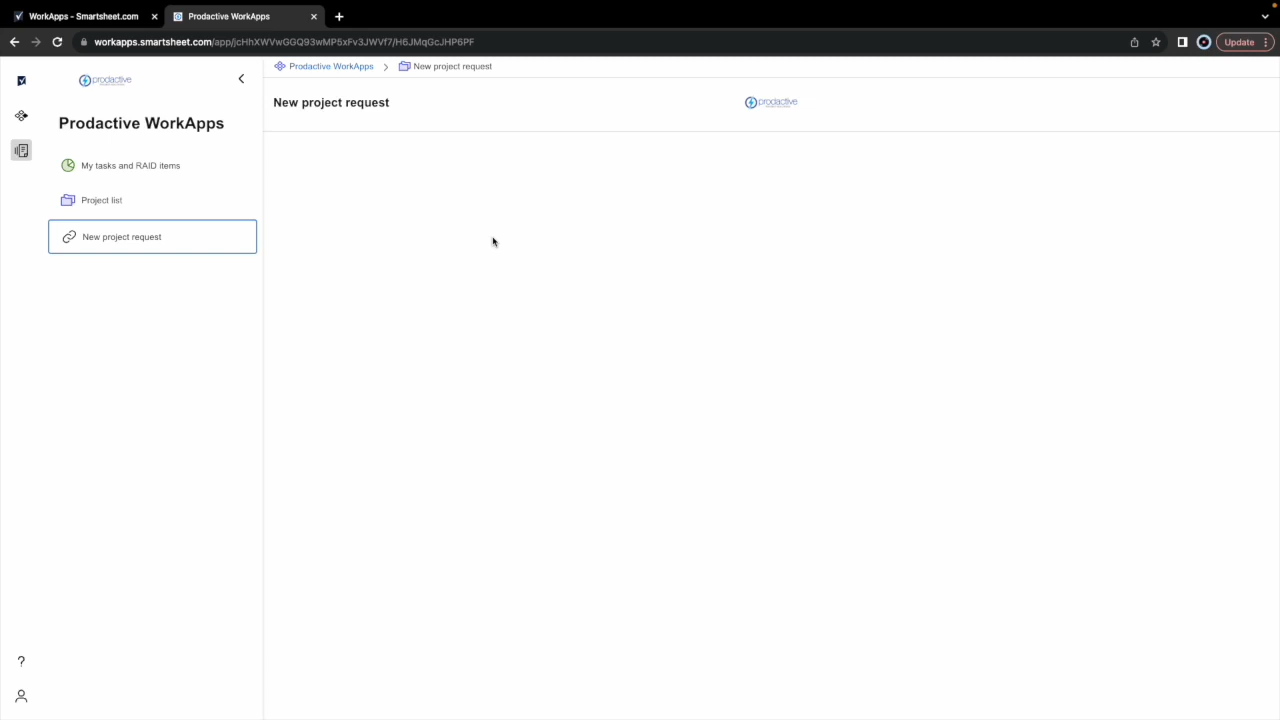 WorkApps - Smartsheet.com
Prodactive WorkApps
workapps.smartsheet.com/app/jcHhXWVwGGQ93wMP5xFv3JWVf7/H6JMqGcJHP6PF
Update
prodactive
Prodactive WorkApps
My tasks and RAID items
Project list
New project request
Prodactive WorkApps
New project request
New project request
prodactive